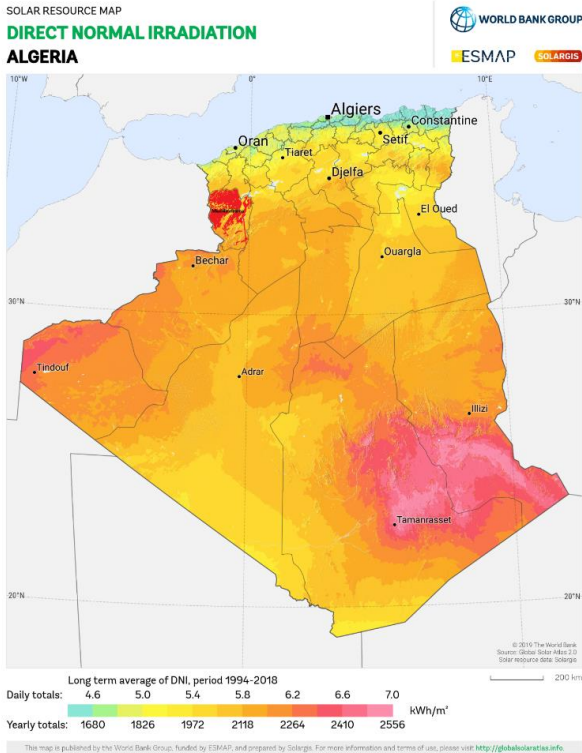 SOLAR RESOURCE MAP
DIRECT NORMAL IRRADIATION
ALGERIA
WORLD BANK GROUP
ESMAP
SOLARGIS
10°W
0°
10°E
Algiers
Constantine
Oran
Setif
Tiaret
Djelfa
El Oued
Ouargla
Bechar
30°N
30°N
Tindouf
Adrar
Illizi
Tamanrasset
20°N
20°N
© 2019 The World Bank
Source: Global Solar Atlas 2.0
Solar resource data: Solargis
200 km
Long term average of DNI, period 1994-2018
Daily totals: 4.6 5.0 5.4 5.8 6.2 6.6 7.0
kWh/m²
Yearly totals: 1680 1826 1972 2118 2264 2410 2556
This map is published by the World Bank Group, funded by ESMAP, and prepared by Solargis. For more information and terms of use, please visit http://globalsolaratlas.info.